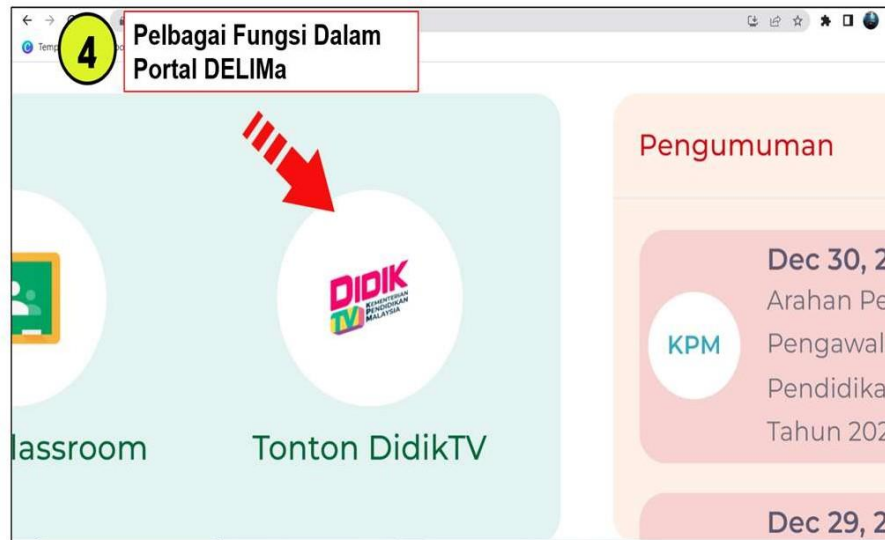 4
Pelbagai Fungsi Dalam
Portal DELIMa
DIDIK
TV KEMENTERIAN
PENDIDIKAN
MALAYSIA
lassroom
Tonton DidikTV
Pengumuman
KPM
Dec 30, 2
Arahan Pe
Pengawal
Pendidika
Tahun 202
Dec 29, 2